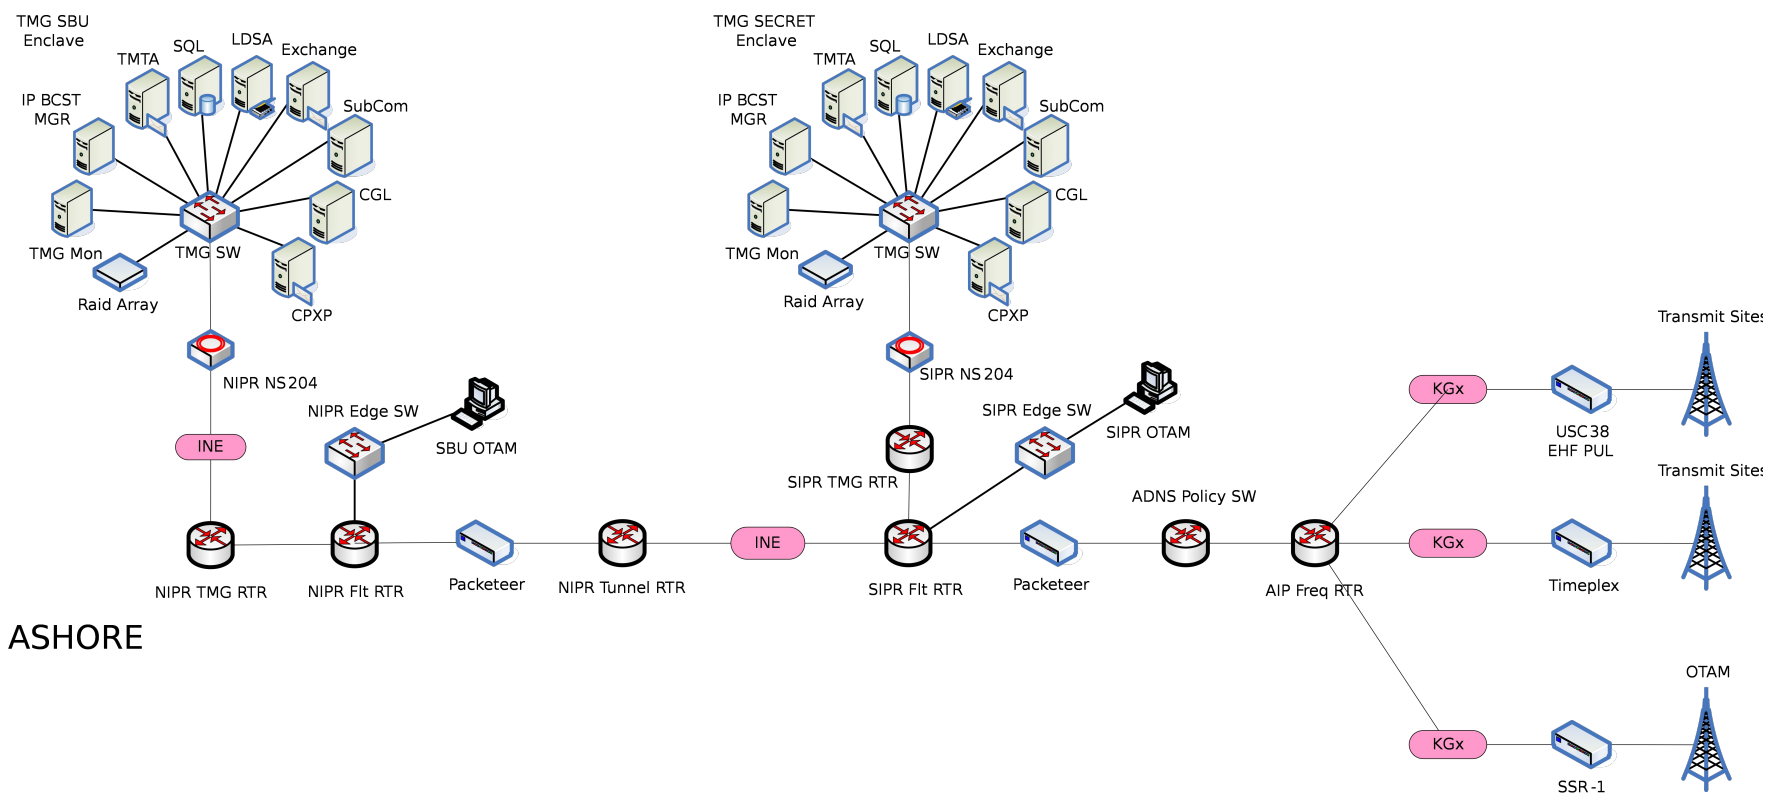 TMG SBU
Enclave
TMTA
SQL
LDSA
Exchange
IP BCST
MGR
SubCom
CGL
TMG Mon
TMG SW
Raid Array
CPXP
NIPR NS204
INE
NIPR Edge SW
SBU OTAM
NIPR TMG RTR
NIPR Flt RTR
Packeteer
NIPR Tunnel RTR
INE
TMG SECRET
Enclave
TMTA
SQL
LDSA
Exchange
IP BCST
MGR
SubCom
CGL
TMG Mon
TMG SW
Raid Array
CPXP
SIPR NS204
SIPR Edge SW
SIPR OTAM
SIPR TMG RTR
SIPR Flt RTR
Packeteer
ADNS Policy SW
AIP Freq RTR
Transmit Sites
KGx
USC38
EHF PUL
Transmit Sites
KGx
Timeplex
OTAM
KGx
SSR-1
ASHORE